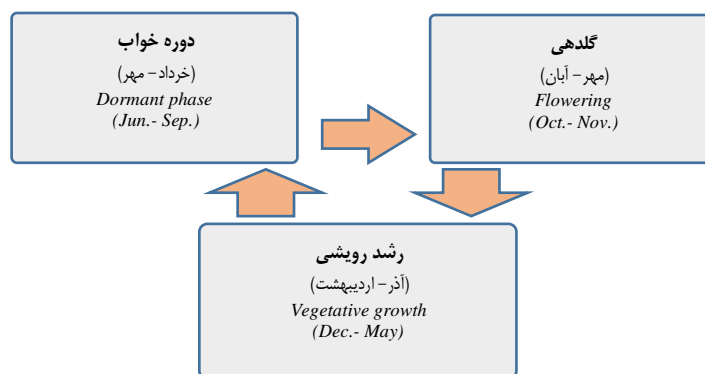 دوره خواب
(خرداد- مهر)
Dormant phase
(Jun.- Sep.)
گلدهی
(مهر- آبان)
Flowering
(Oct.- Nov.)
رشد رویشی
(آذر- اردیبهشت)
Vegetative growth
(Dec.- May)